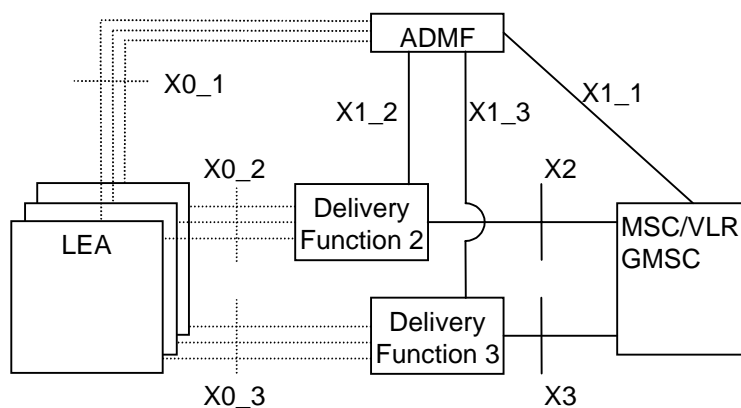 ADMF
X0_1
X1_2
X1_3
X1_1
X0_2
X2
LEA
Delivery
Function 2
MSC/VLR
GMSC
Delivery
Function 3
X0_3
X3